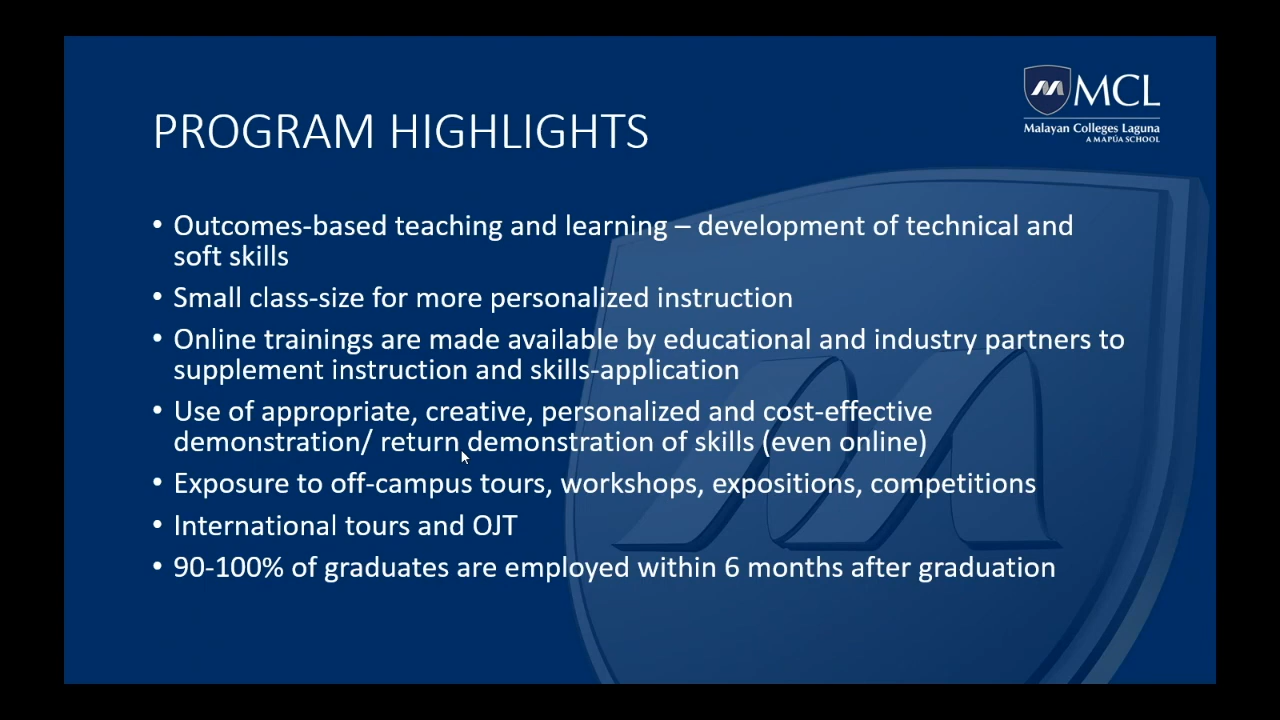 MCL
Malayan Colleges Laguna
A MAPÚA SCHOOL
PROGRAM HIGHLIGHTS
• Outcomes-based teaching and learning – development of technical and
soft skills
• Small class-size for more personalized instruction
• Online trainings are made available by educational and industry partners to
supplement instruction and skills-application
• Use of appropriate, creative, personalized and cost-effective
demonstration/ return demonstration of skills (even online)
• Exposure to off-campus tours, workshops, expositions, competitions
• International tours and OJT
• 90-100% of graduates are employed within 6 months after graduation